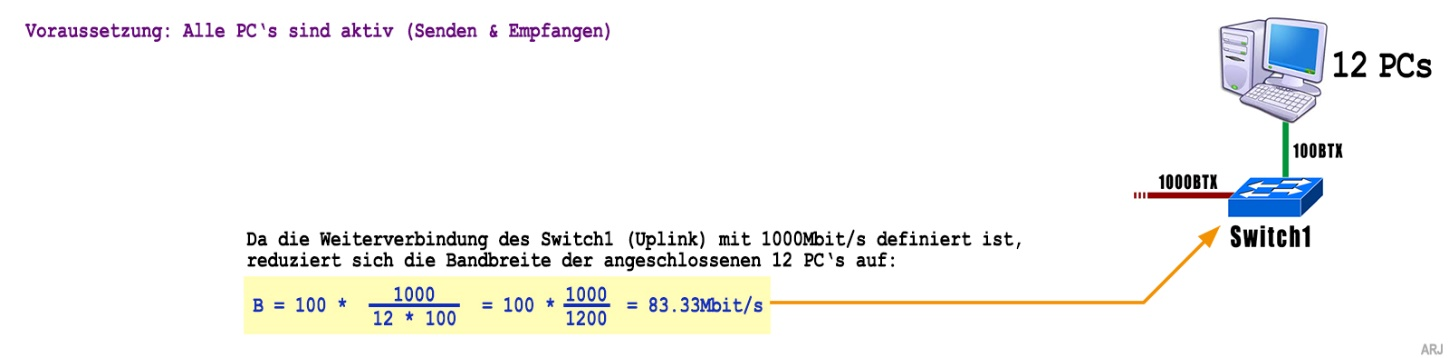 Voraussetzung: Alle PC‘s sind aktiv (Senden & Empfangen)
12 PCs
100BTX
1000BTX
Switch1
Da die Weiterverbindung des Switch1 (Uplink) mit 1000Mbit/s definiert ist,
reduziert sich die Bandbreite der angeschlossenen 12 PC‘s auf:
B = 100 * 1000 / 12 * 100 = 100 * 1000 / 1200 = 83.33Mbit/s
ARJ